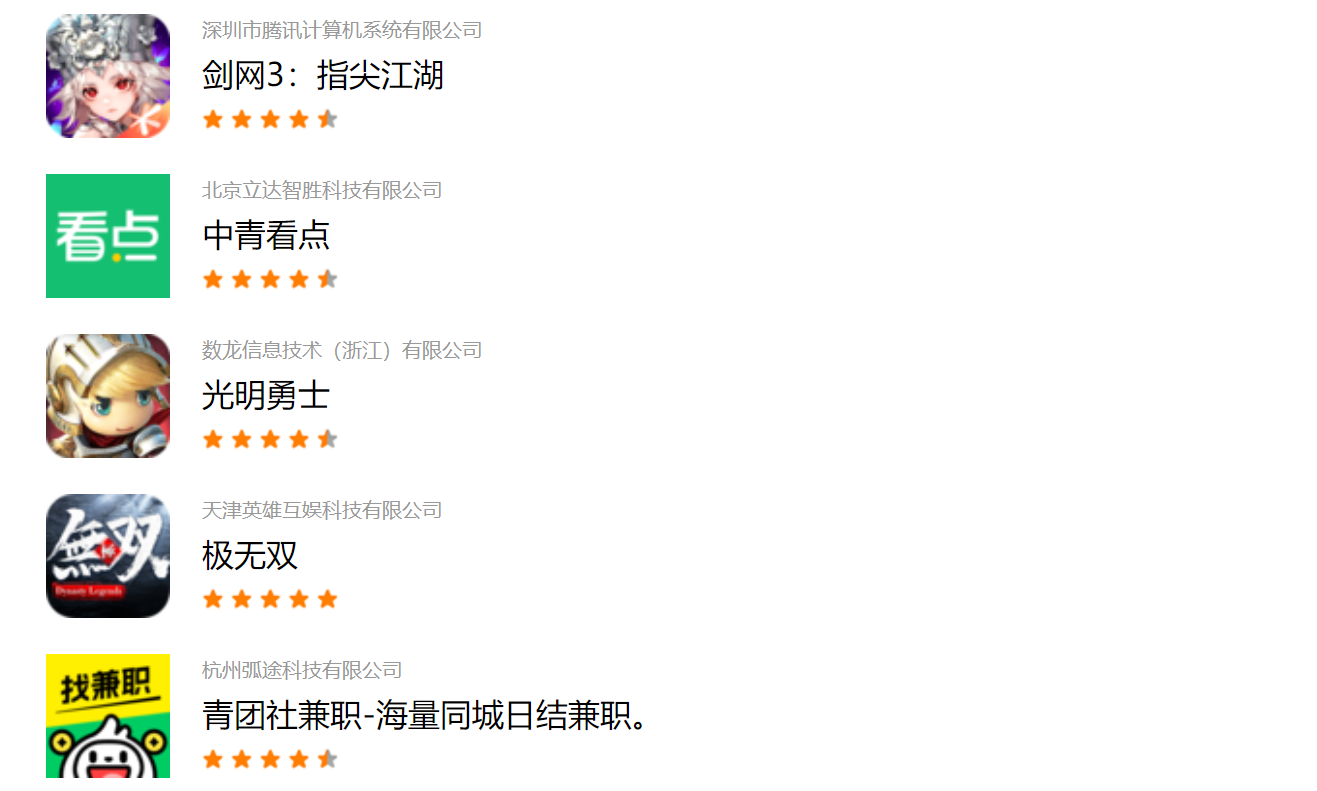 深圳市腾讯计算机系统有限公司
剑网3：指尖江湖
北京立达智胜科技有限公司
中青看点
看点
数龙信息技术（浙江）有限公司
光明勇士
天津英雄互娱科技有限公司
极无双
無双
極
Dynasty Legends
杭州弧途科技有限公司
青团社兼职-海量同城日结兼职。
找兼职